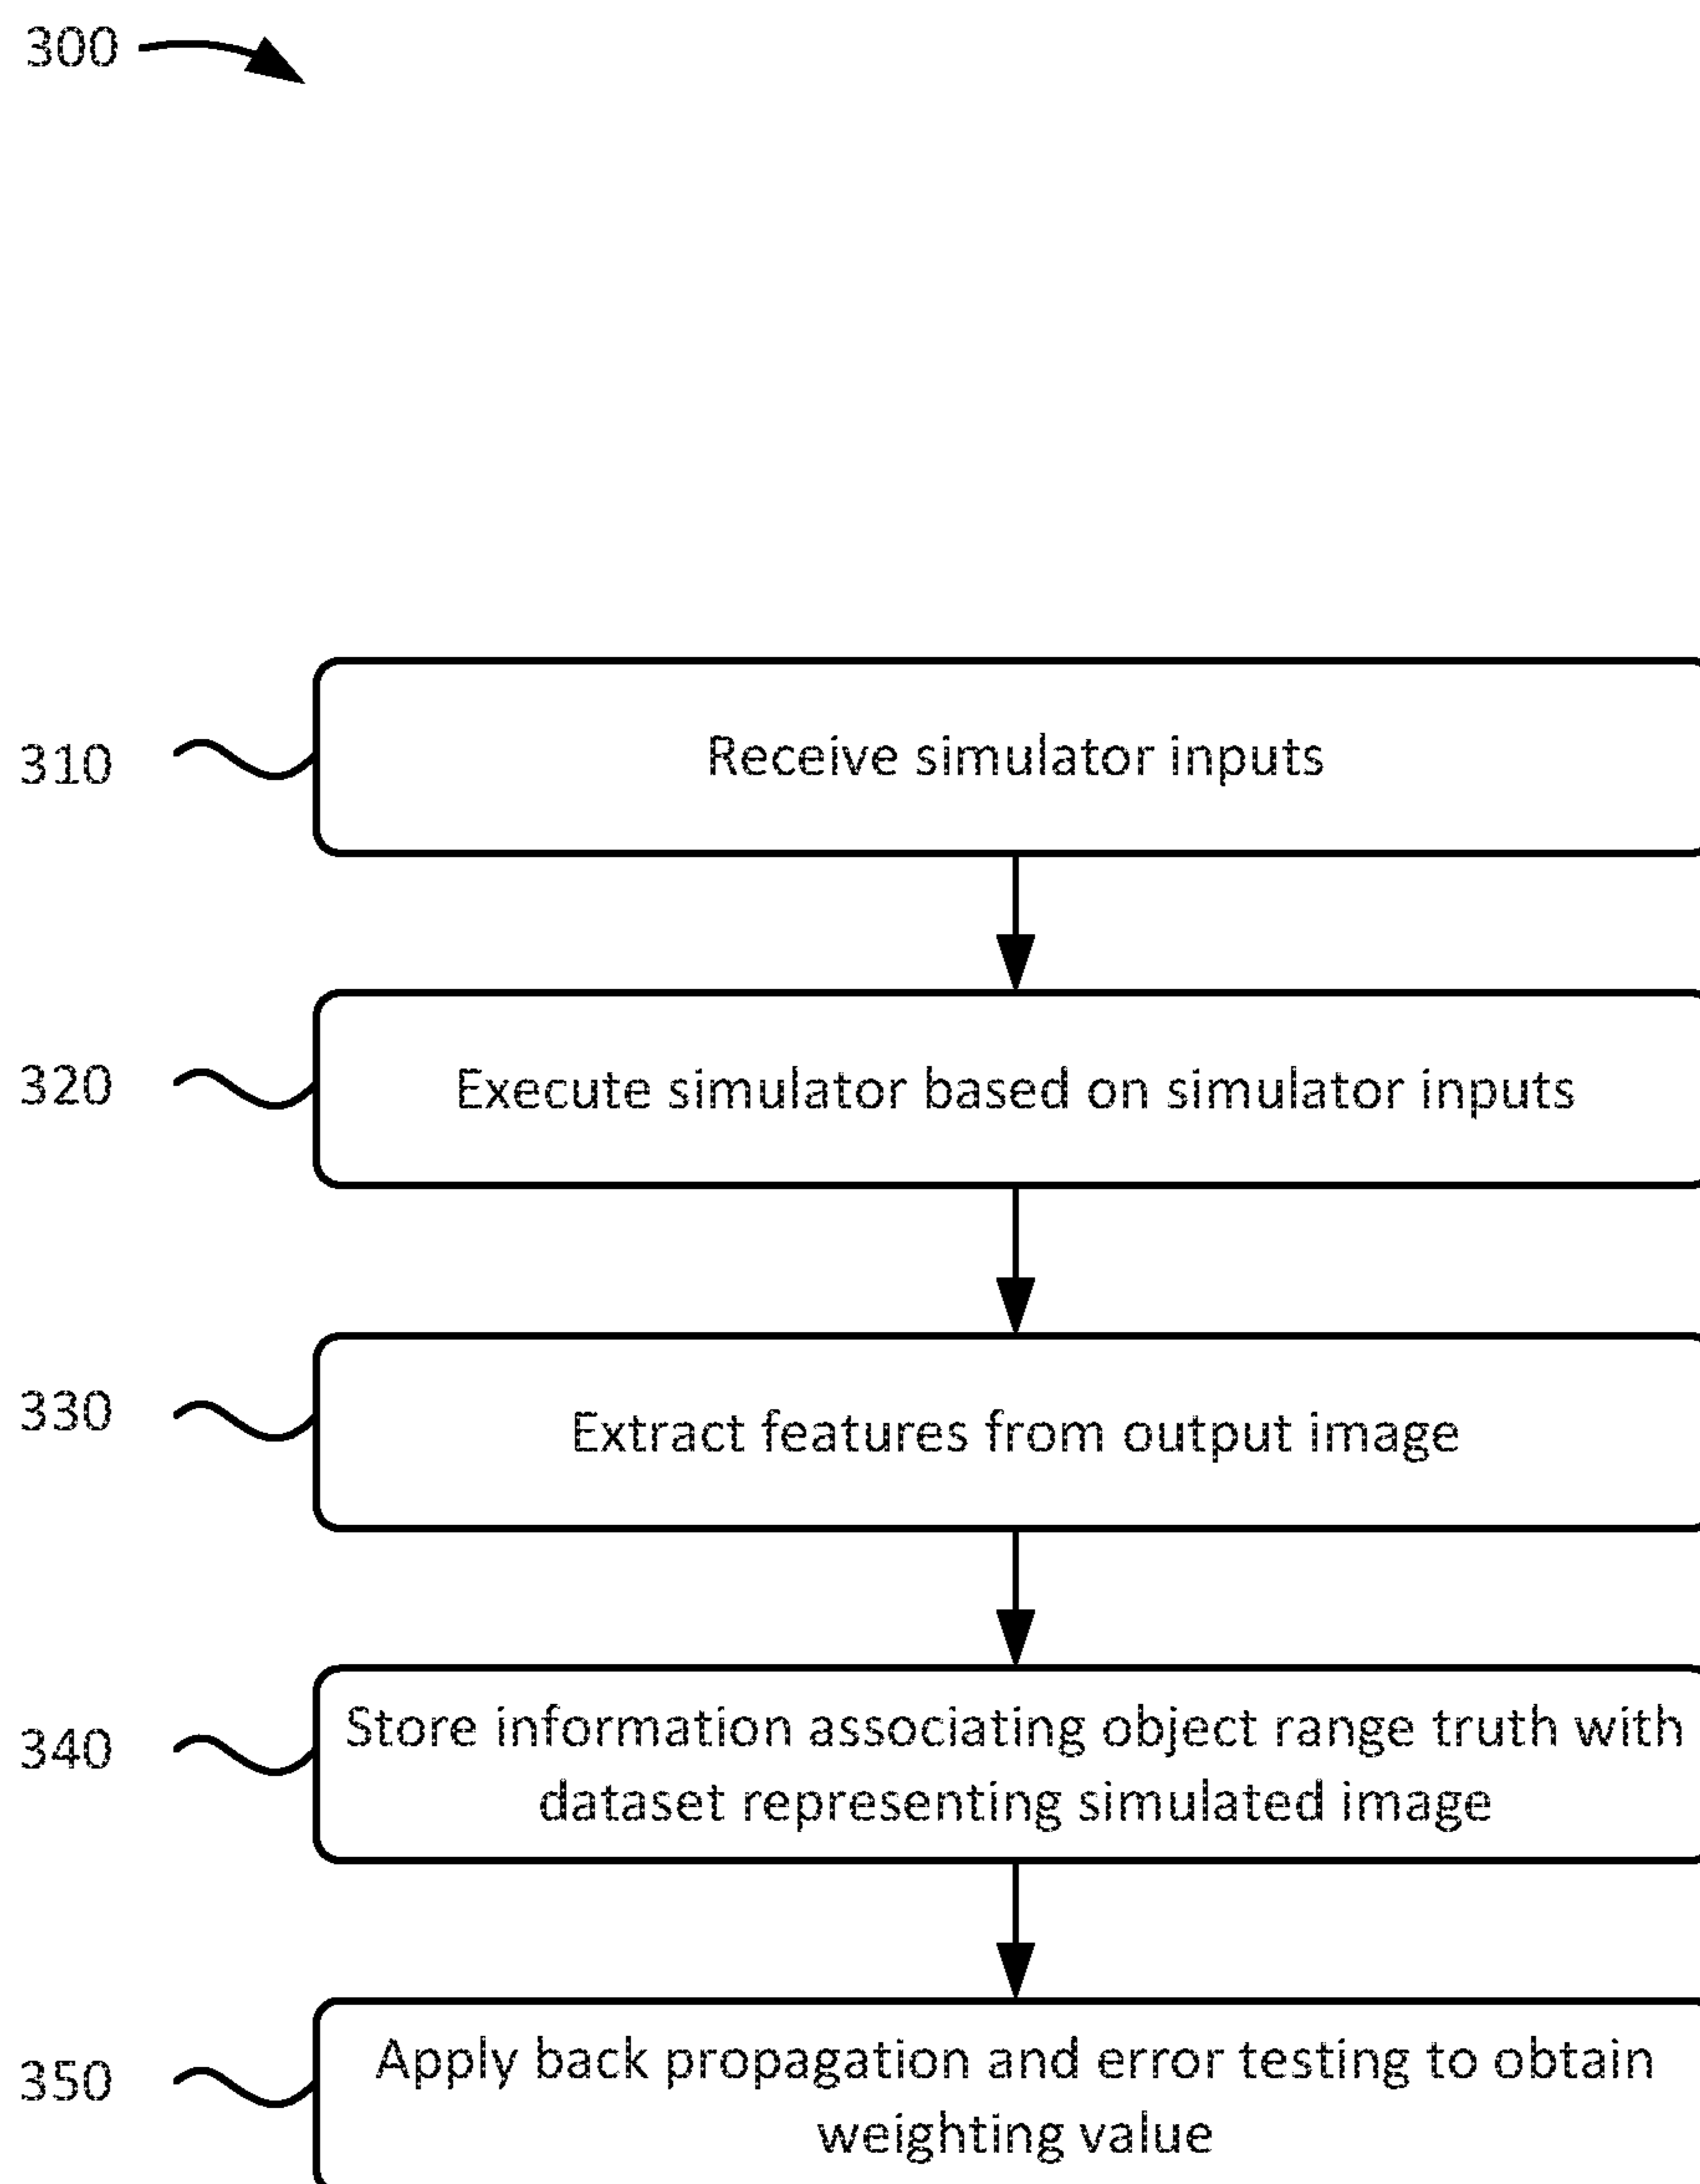 300
310
Receive simulator inputs
320
Execute simulator based on simulator inputs
330
Extract features from output image
340
Store information associating object range truth with
dataset representing simulated image
350
Apply back propagation and error testing to obtain
weighting value